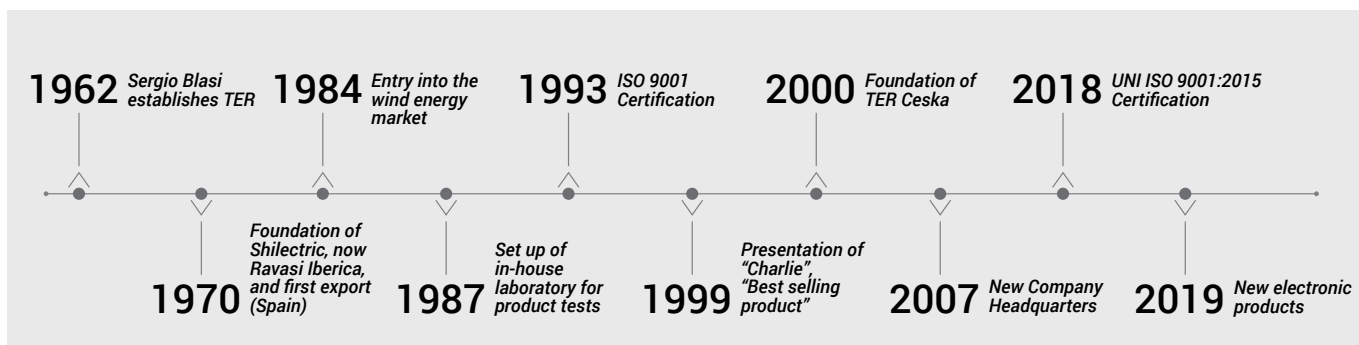 1962
Sergio Blasi
establishes TER
1984
Entry into the
wind energy
market
1993
ISO 9001
Certification
2000
Foundation of
TER Ceska
2018
UNI ISO 9001:2015
Certification
1970
Foundation of
Shilectric, now
Ravasi Iberica,
and first export
(Spain)
1987
Set up of
in-house
laboratory for
product tests
1999
Presentation of
“Charlie”,
“Best selling
product”
2007
New Company
Headquarters
2019
New electronic
products